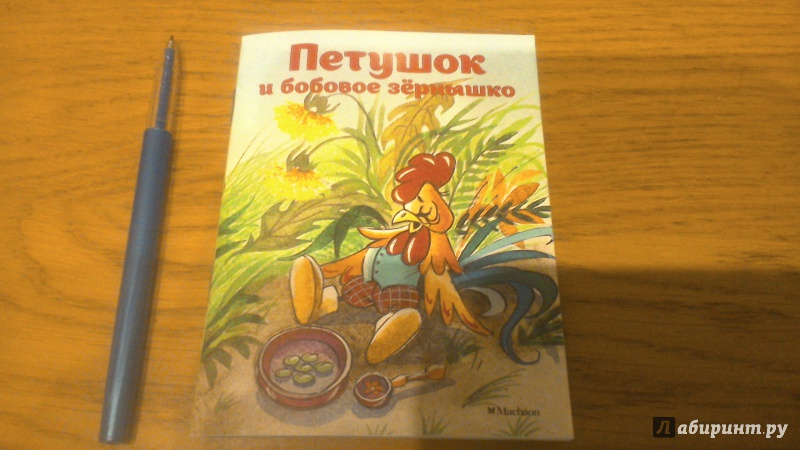 Петушок
и бобовое зёрнышко
Machaon
Лабиринт.ру